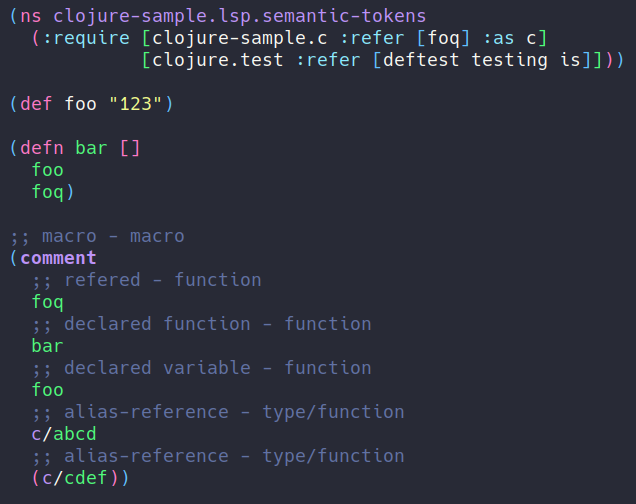 (ns clojure-sample.lsp.semantic-tokens
  (:require [clojure-sample.c :refer [foq] :as c]
            [clojure.test :refer [deftest testing is]]))
(def foo "123")
(defn bar []
  foo
  foq)
;; macro - macro
(comment
  ;; refered - function
  foq
  ;; declared function - function
  bar
  ;; declared variable - function
  foo
  ;; alias-reference - type/function
  c/abcd
  ;; alias-reference - type/function
  (c/cdef))